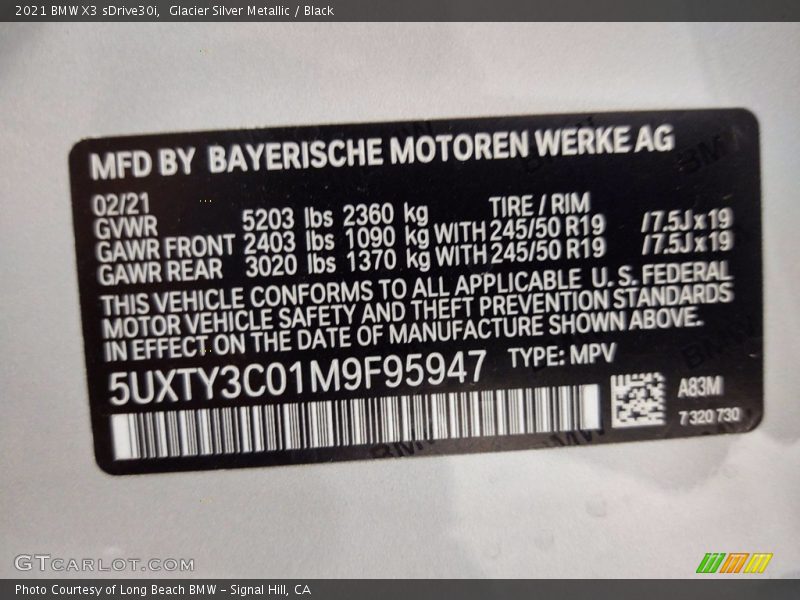 2021 BMW X3 sDrive30i,  Glacier Silver Metallic / Black
MFD BY BAYERISCHE MOTOREN WERKE AG
02/21 TIRE / RIM
GVWR 5203 lbs 2360 kg
GAWR FRONT 2403 lbs 1090 kg WITH 245/50 R19 /7.5Jx19
GAWR REAR 3020 lbs 1370 kg WITH 245/50 R19 /7.5Jx19
THIS VEHICLE CONFORMS TO ALL APPLICABLE U.S. FEDERAL
MOTOR VEHICLE SAFETY AND THEFT PREVENTION STANDARDS
IN EFFECT ON THE DATE OF MANUFACTURE SHOWN ABOVE.
5UXTY3C01M9F95947 TYPE: MPV
A83M
7 320 730
GTCARLOT.COM
Photo Courtesy of Long Beach BMW - Signal Hill, CA